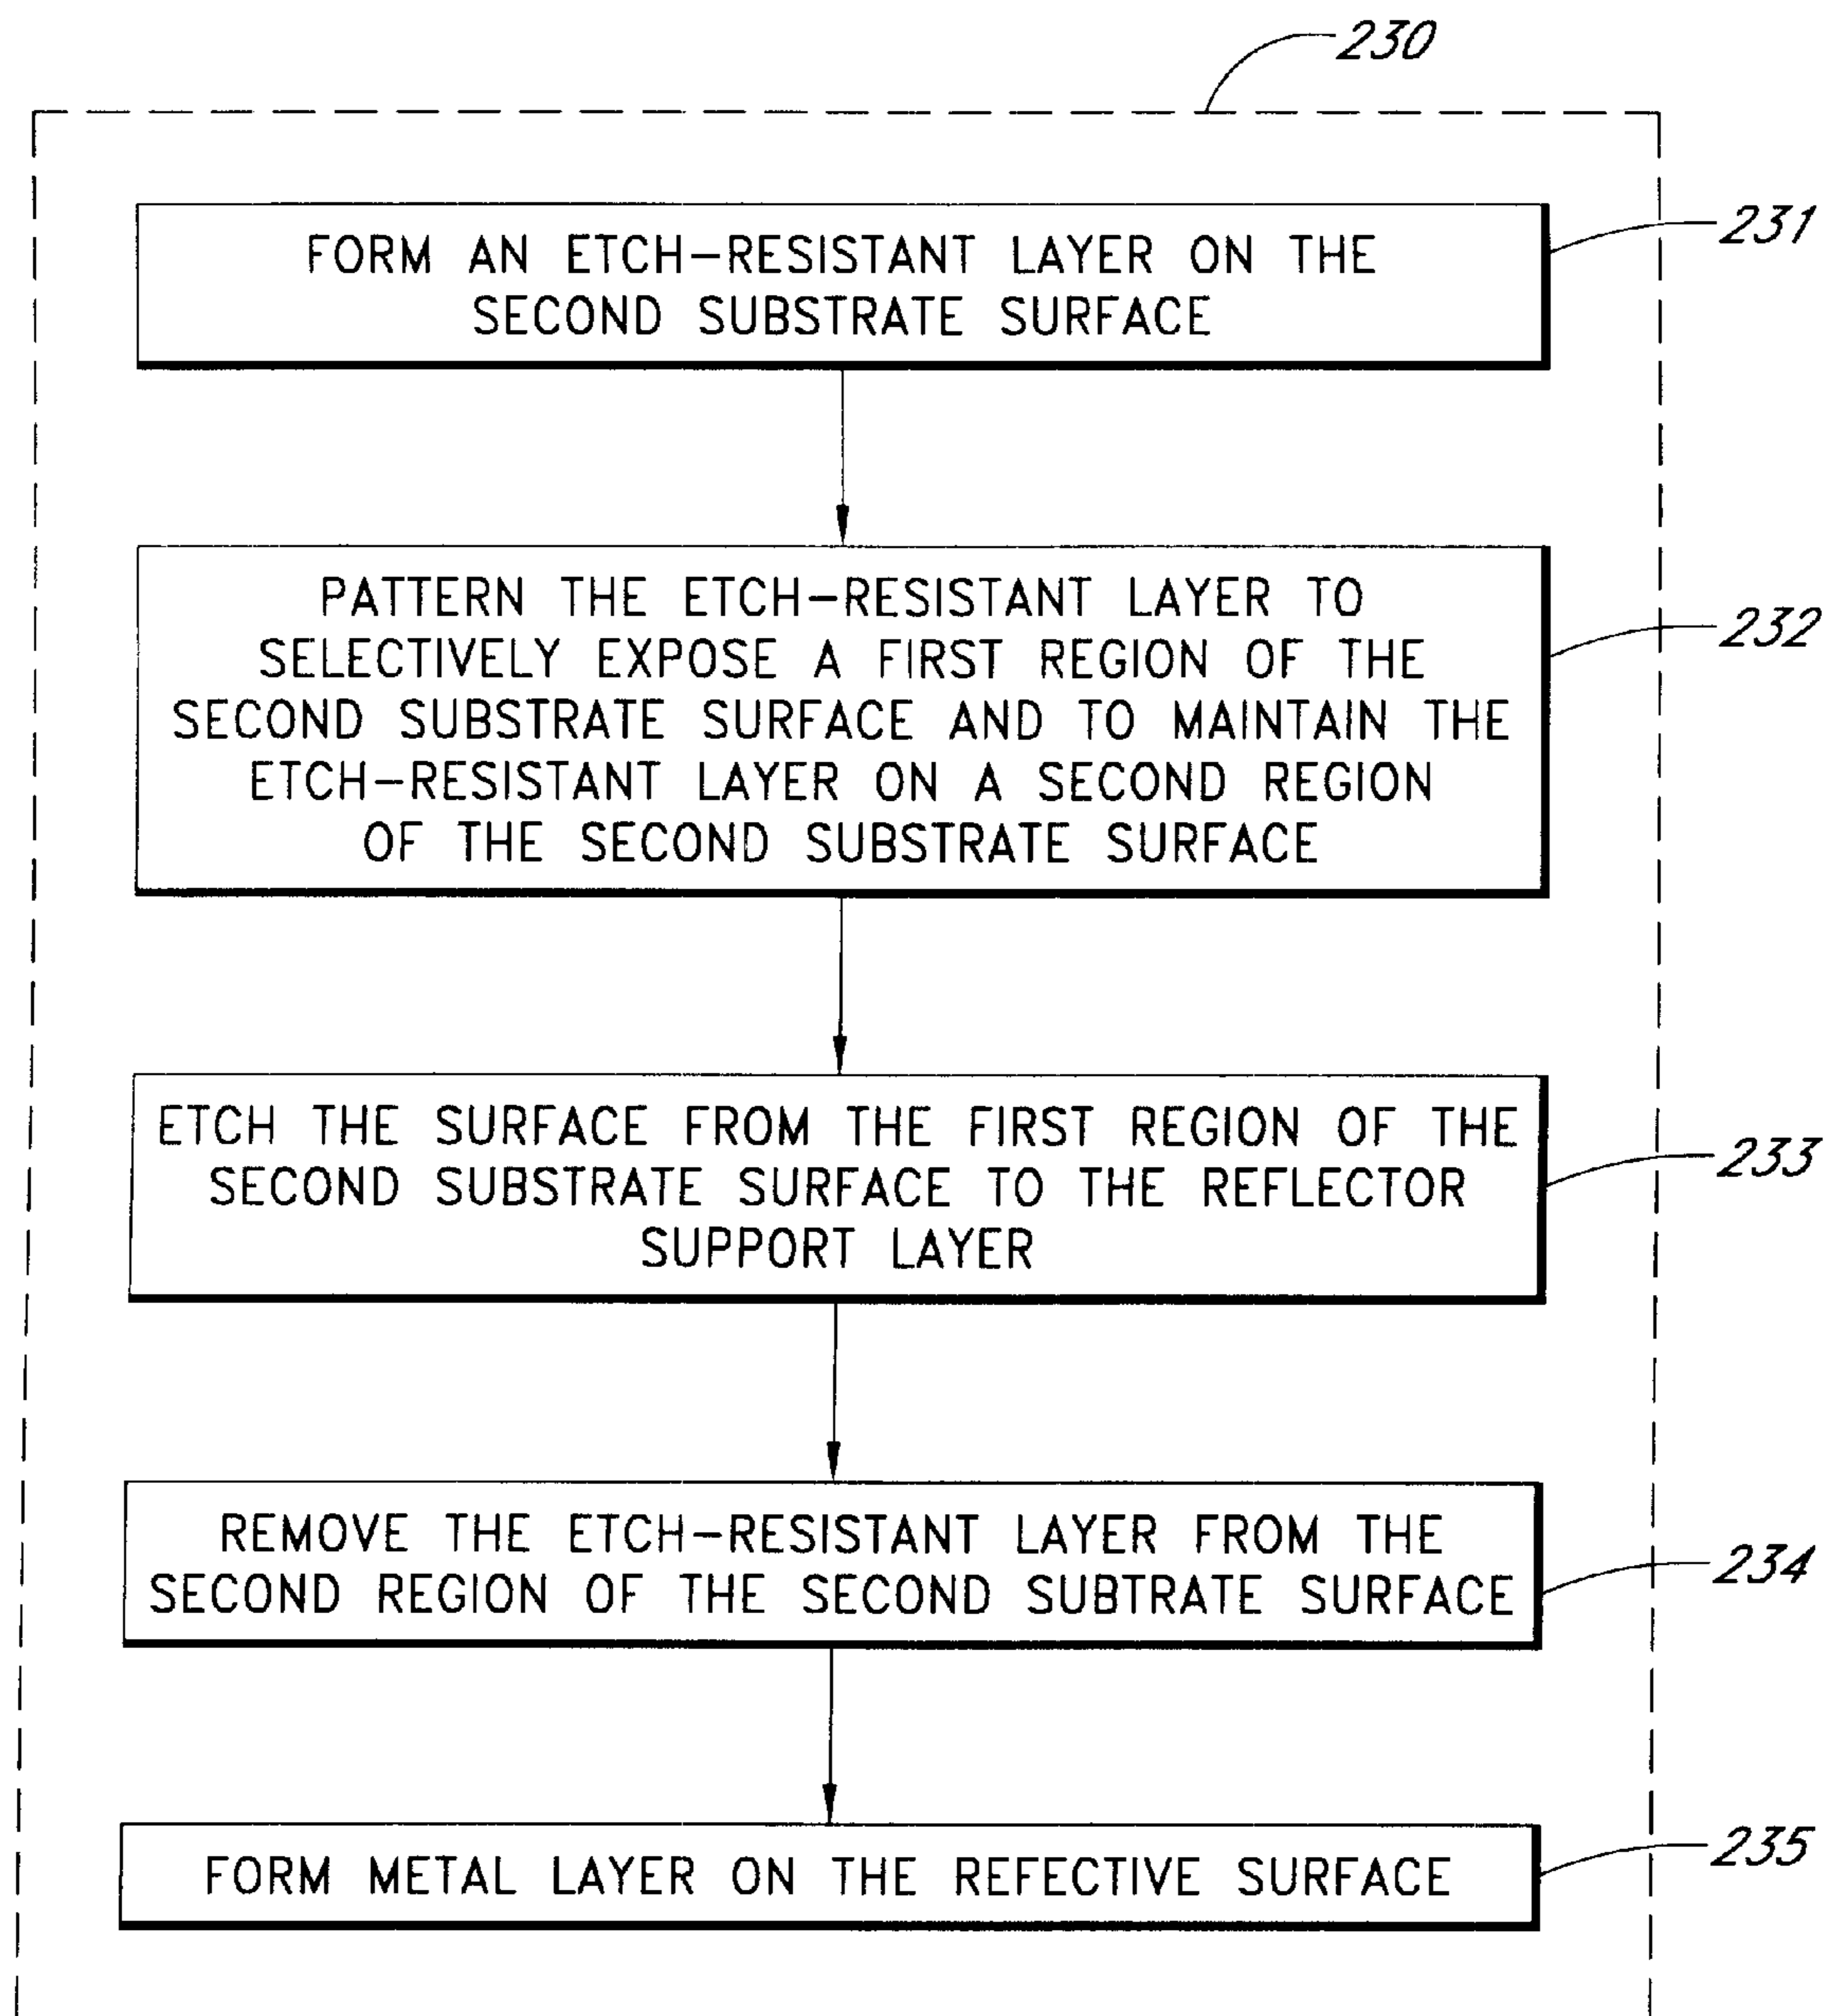 230
FORM AN ETCH-RESISTANT LAYER ON THE
SECOND SUBSTRATE SURFACE
231
PATTERN THE ETCH-RESISTANT LAYER TO
SELECTIVELY EXPOSE A FIRST REGION OF THE
SECOND SUBSTRATE SURFACE AND TO MAINTAIN THE
ETCH-RESISTANT LAYER ON A SECOND REGION
OF THE SECOND SUBSTRATE SURFACE
232
ETCH THE SURFACE FROM THE FIRST REGION OF THE
SECOND SUBSTRATE SURFACE TO THE REFLECTOR
SUPPORT LAYER
233
REMOVE THE ETCH-RESISTANT LAYER FROM THE
SECOND REGION OF THE SECOND SUBTRATE SURFACE
234
FORM METAL LAYER ON THE REFECTIVE SURFACE
235